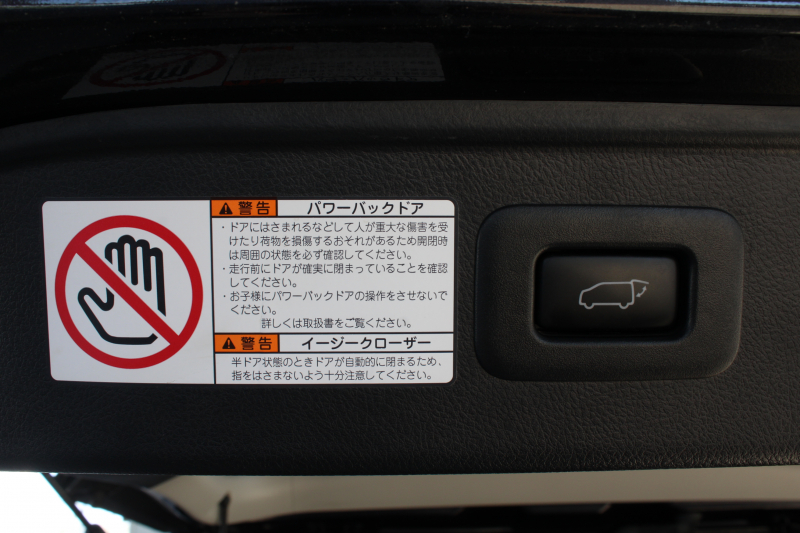 警告 パワーバックドア
・ドアにはさまれるなどして人が重大な傷害を受
けたり荷物を損傷するおそれがあるため開閉時
は周囲の状態を必ず確認してください。
・走行前にドアが確実に閉まっていることを確認
してください。
・お子様にパワーバックドアの操作をさせないで
ください。
詳しくは取扱書をご覧ください。
警告 イージークローザー
半ドア状態のときドアが自動的に閉まるため、
指をはさまないよう十分注意してください。